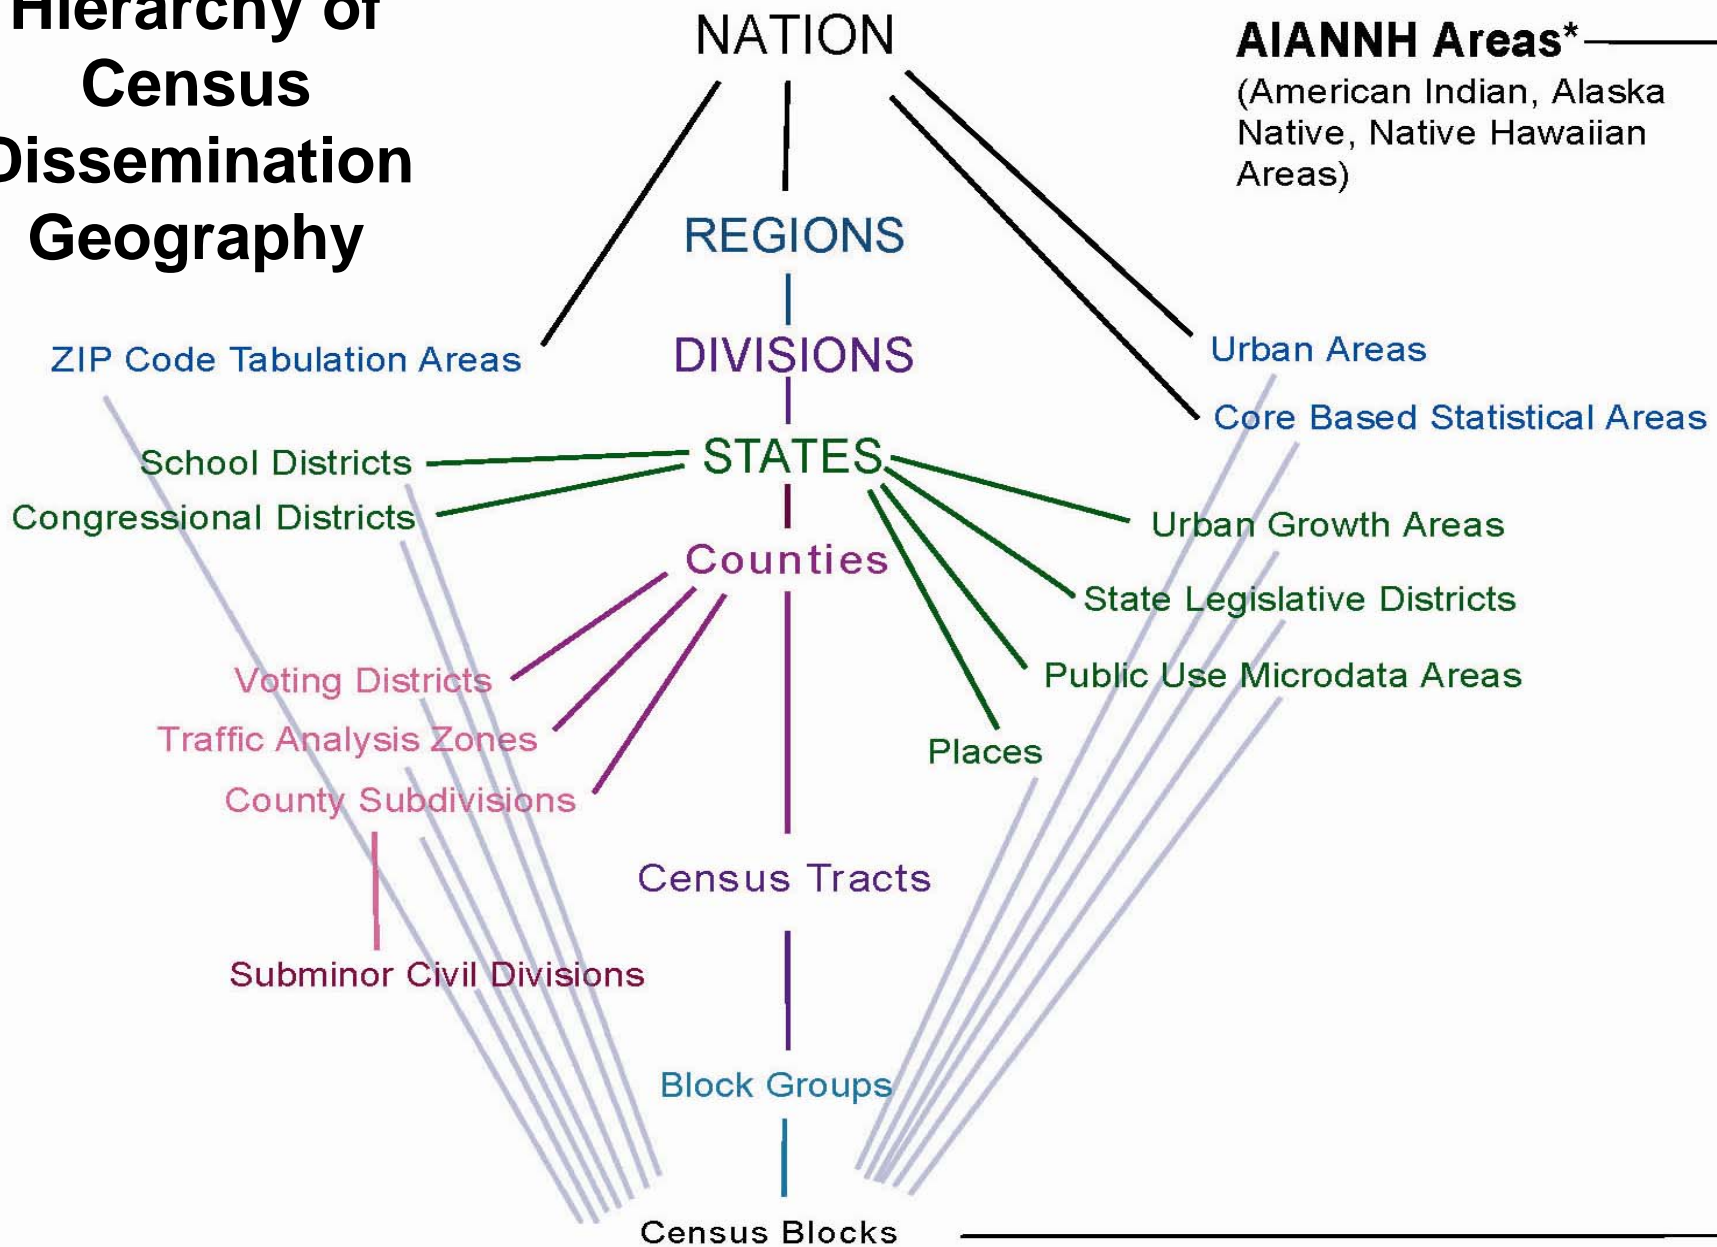 Hierarchy of
Census
Dissemination
Geography
NATION
AIANNH Areas*
(American Indian, Alaska
Native, Native Hawaiian
Areas)
REGIONS
ZIP Code Tabulation Areas
DIVISIONS
Urban Areas
Core Based Statistical Areas
School Districts
STATES
Congressional Districts
Urban Growth Areas
Counties
State Legislative Districts
Voting Districts
Public Use Microdata Areas
Traffic Analysis Zones
Places
County Subdivisions
Census Tracts
Subminor Civil Divisions
Block Groups
Census Blocks